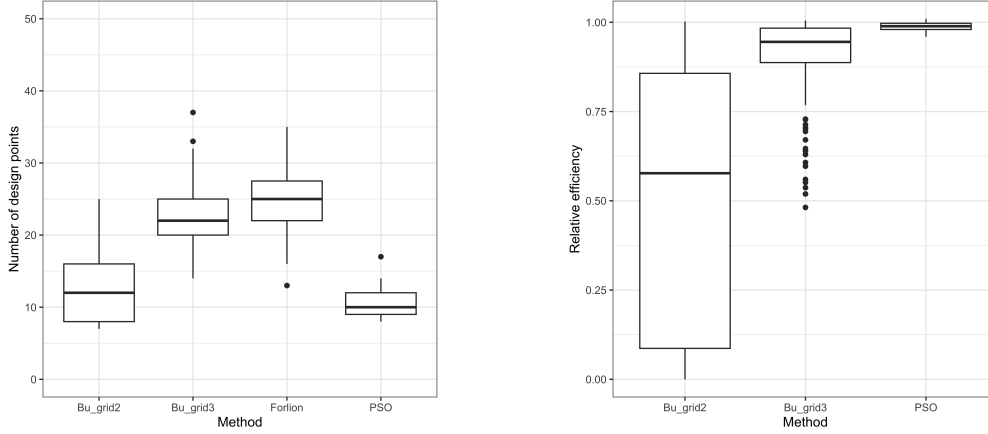 Number of design points
50
40
30
20
10
0
Bu_grid2 Bu_grid3 Forlion PSO
Method
Relative efficiency
1.00
0.75
0.50
0.25
0.00
Bu_grid2 Bu_grid3 PSO
Method